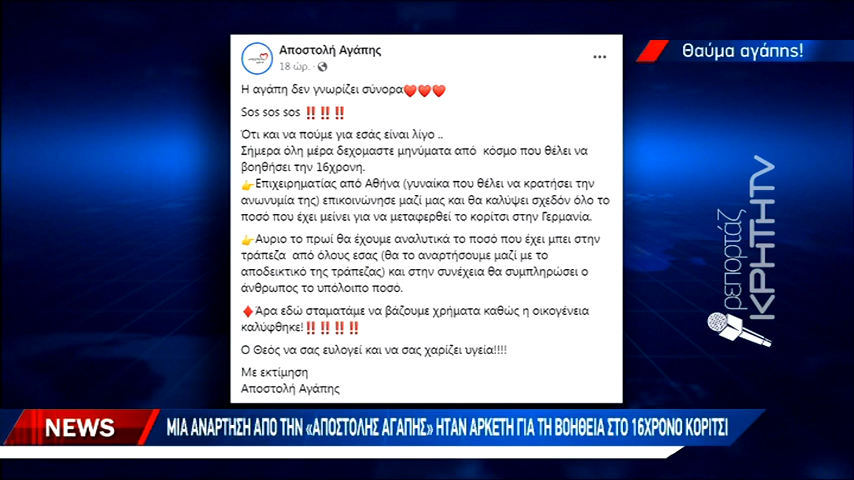 Αποστολή Αγάπης
18 ώρ. ·
Θαύμα αγάπης!
Η αγάπη δεν γνωρίζει σύνορα❤️❤️❤️
Sos sos sos ‼️‼️‼️
Ότι και να πούμε για εσάς είναι λίγο ..
Σήμερα όλη μέρα δεχομαστε μηνύματα από κόσμο που θέλει να
βοηθήσει την 16χρονη.
👉Επιχειρηματίας από Αθήνα (γυναίκα που θέλει να κρατήσει την
ανωνυμία της) επικοινώνησε μαζί μας και θα καλύψει σχεδόν όλο το
ποσό που έχει μείνει για να μεταφερθεί το κορίτσι στην Γερμανία.
👉Αυριο το πρωί θα έχουμε αναλυτικά το ποσό που έχει μπει στην
τράπεζα από όλους εσας (θα το αναρτήσουμε μαζί με το
αποδεικτικό της τράπεζας) και στην συνέχεια θα συμπληρώσει ο
άνθρωπος το υπόλοιπο ποσό.
♦️Άρα εδώ σταματάμε να βάζουμε χρήματα καθώς η οικογένεια
καλύφθηκε!‼️‼️‼️‼️
Ο Θεός να σας ευλογεί και να σας χαρίζει υγεία!!!!
Με εκτίμηση
Αποστολή Αγάπης
ρεπορτάζ
ΚΡΗΤΗTV
NEWS
ΜΙΑ ΑΝΑΡΤΗΣΗ ΑΠΟ ΤΗΝ «ΑΠΟΣΤΟΛΗΣ ΑΓΑΠΗΣ» ΗΤΑΝ ΑΡΚΕΤΗ ΓΙΑ ΤΗ ΒΟΗΘΕΙΑ ΣΤΟ 16ΧΡΟΝΟ ΚΟΡΙΤΣΙ